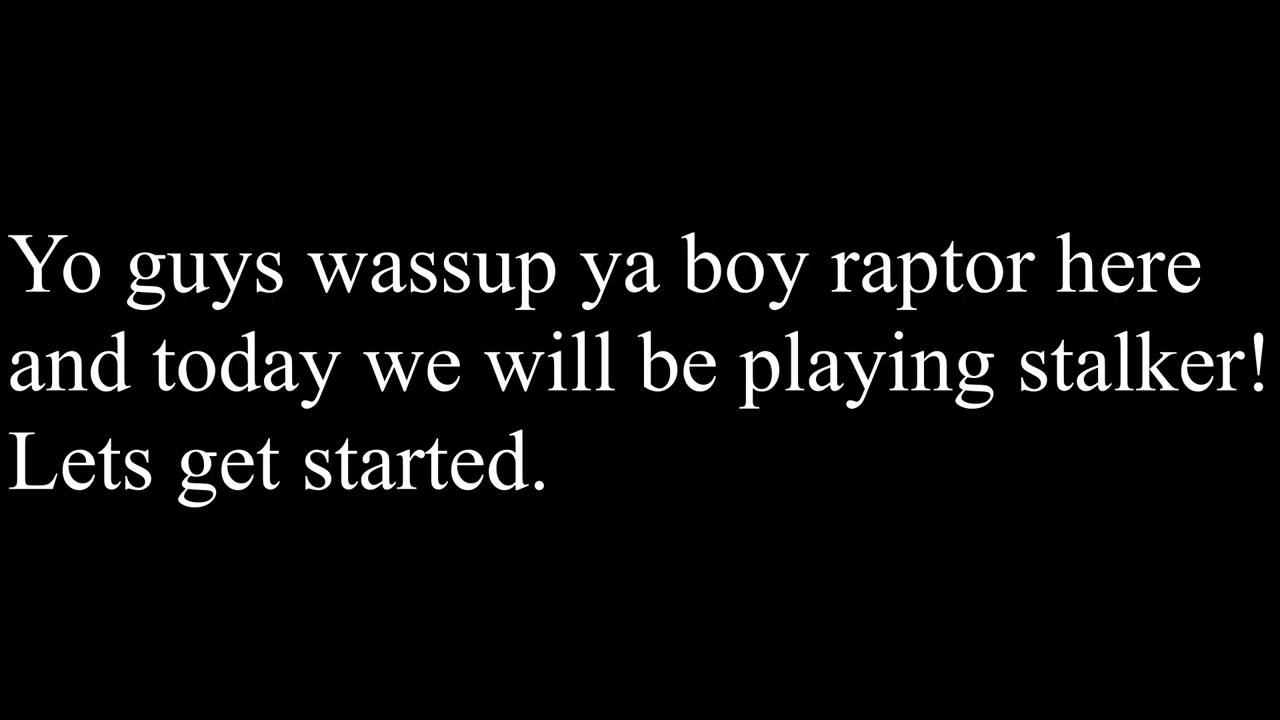 Yo guys wassup ya boy raptor here
and today we will be playing stalker!
Lets get started.